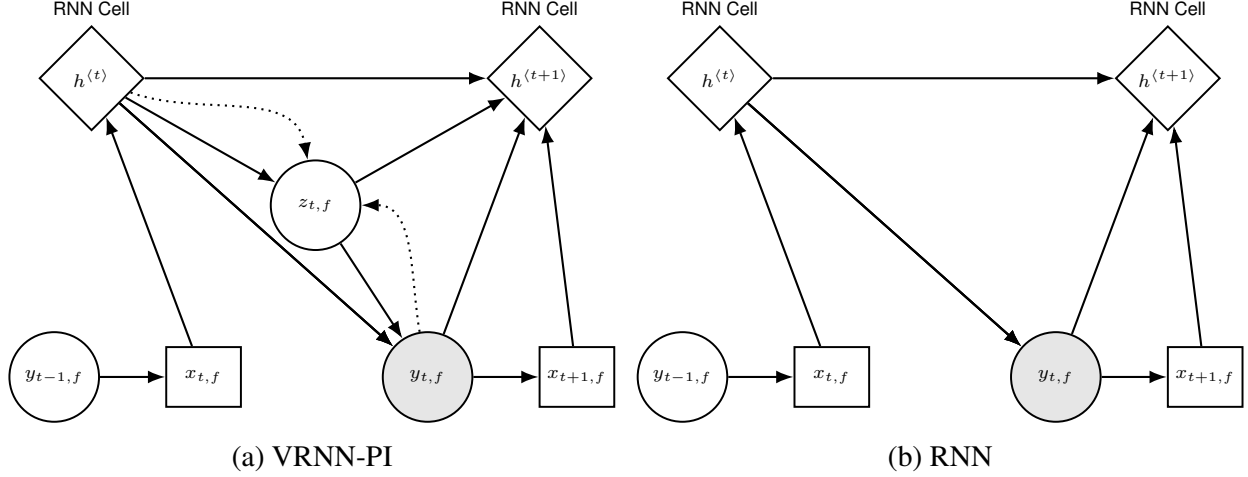 RNN Cell RNN Cell RNN Cell RNN Cell
h⟨t⟩ h⟨t+1⟩ h⟨t⟩ h⟨t+1⟩
z_{t,f}
y_{t−1,f} x_{t,f} y_{t,f} x_{t+1,f} y_{t−1,f} x_{t,f} y_{t,f} x_{t+1,f}
(a) VRNN-PI (b) RNN